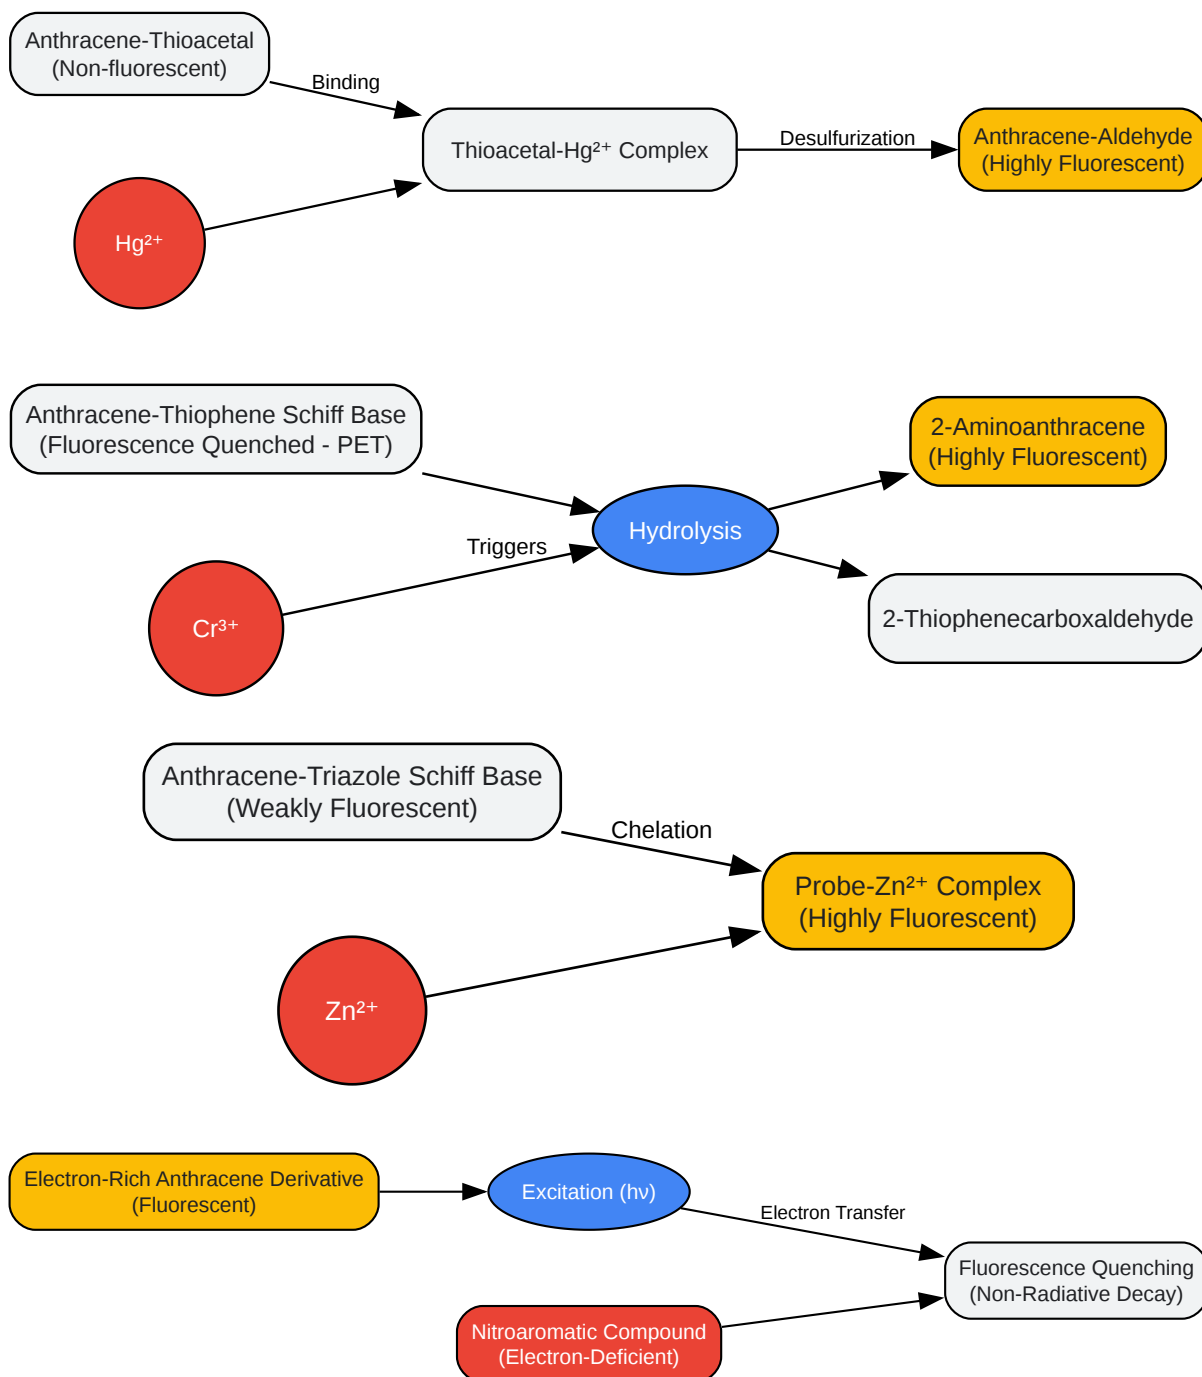 Anthracene-Thioacetal
(Non-fluorescent)
Binding
Thioacetal-Hg²⁺ Complex
Desulfurization
Anthracene-Aldehyde
(Highly Fluorescent)
Hg²⁺
Anthracene-Thiophene Schiff Base
(Fluorescence Quenched - PET)
2-Aminoanthracene
(Highly Fluorescent)
Hydrolysis
Triggers
Cr³⁺
2-Thiophenecarboxaldehyde
Anthracene-Triazole Schiff Base
(Weakly Fluorescent)
Chelation
Probe-Zn²⁺ Complex
(Highly Fluorescent)
Zn²⁺
Electron-Rich Anthracene Derivative
(Fluorescent)
Excitation (hν)
Electron Transfer
Fluorescence Quenching
(Non-Radiative Decay)
Nitroaromatic Compound
(Electron-Deficient)